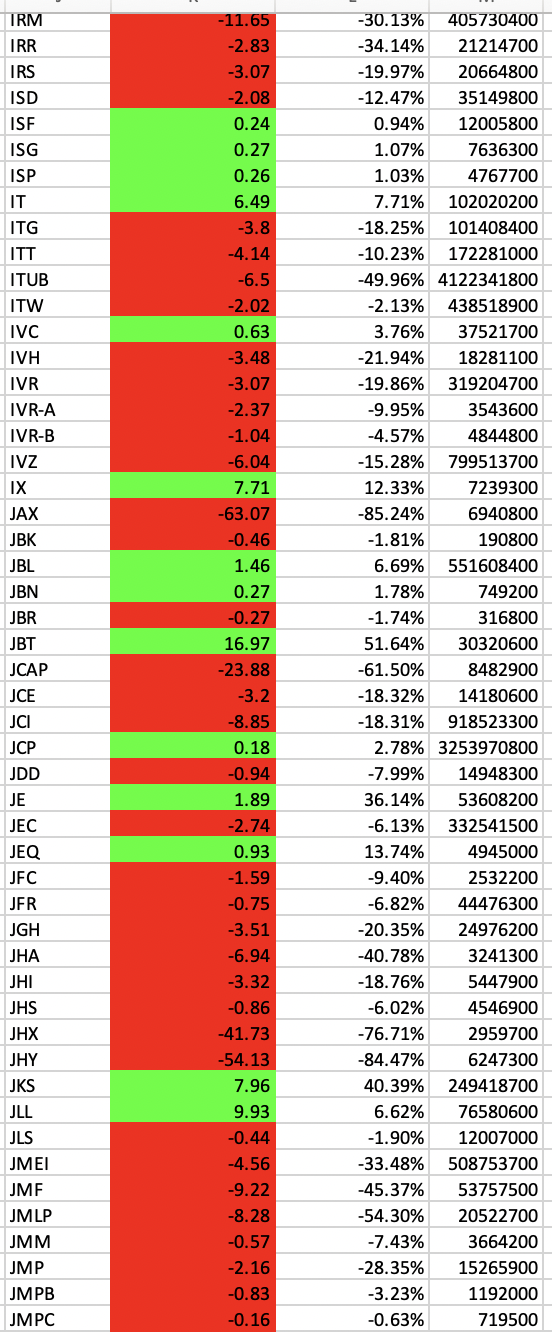 IRM -11.65 -30.13% 405730400
IRR -2.83 -34.14% 21214700
IRS -3.07 -19.97% 20664800
ISD -2.08 -12.47% 35149800
ISF 0.24 0.94% 12005800
ISG 0.27 1.07% 7636300
ISP 0.26 1.03% 4767700
IT 6.49 7.71% 102020200
ITG -3.8 -18.25% 101408400
ITT -4.14 -10.23% 172281000
ITUB -6.5 -49.96% 4122341800
ITW -2.02 -2.13% 438518900
IVC 0.63 3.76% 37521700
IVH -3.48 -21.94% 18281100
IVR -3.07 -19.86% 319204700
IVR-A -2.37 -9.95% 3543600
IVR-B -1.04 -4.57% 4844800
IVZ -6.04 -15.28% 799513700
IX 7.71 12.33% 7239300
JAX -63.07 -85.24% 6940800
JBK -0.46 -1.81% 190800
JBL 1.46 6.69% 551608400
JBN 0.27 1.78% 749200
JBR -0.27 -1.74% 316800
JBT 16.97 51.64% 30320600
JCAP -23.88 -61.50% 8482900
JCE -3.2 -18.32% 14180600
JCI -8.85 -18.31% 918523300
JCP 0.18 2.78% 3253970800
JDD -0.94 -7.99% 14948300
JE 1.89 36.14% 53608200
JEC -2.74 -6.13% 332541500
JEQ 0.93 13.74% 4945000
JFC -1.59 -9.40% 2532200
JFR -0.75 -6.82% 44476300
JGH -3.51 -20.35% 24976200
JHA -6.94 -40.78% 3241300
JHI -3.32 -18.76% 5447900
JHS -0.86 -6.02% 4546900
JHX -41.73 -76.71% 2959700
JHY -54.13 -84.47% 6247300
JKS 7.96 40.39% 249418700
JLL 9.93 6.62% 76580600
JLS -0.44 -1.90% 12007000
JMEI -4.56 -33.48% 508753700
JMF -9.22 -45.37% 53757500
JMLP -8.28 -54.30% 20522700
JMM -0.57 -7.43% 3664200
JMP -2.16 -28.35% 15265900
JMPB -0.83 -3.23% 1192000
JMPC -0.16 -0.63% 719500